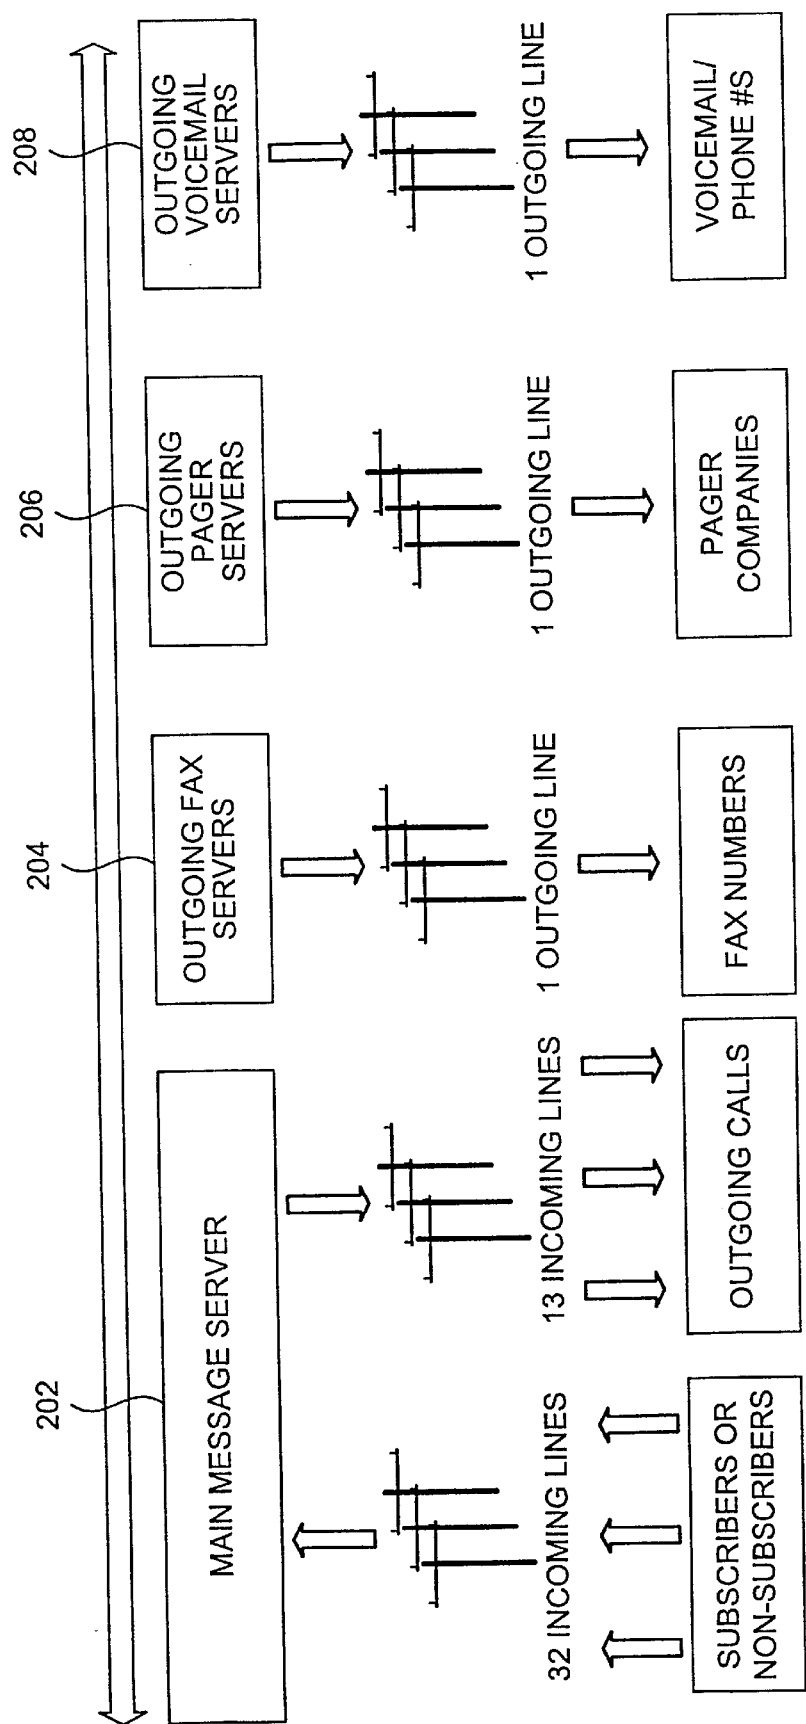 202
MAIN MESSAGE SERVER
32 INCOMING LINES
SUBSCRIBERS OR
NON-SUBSCRIBERS
13 INCOMING LINES
OUTGOING CALLS
204
OUTGOING FAX
SERVERS
1 OUTGOING LINE
FAX NUMBERS
206
OUTGOING
PAGER
SERVERS
1 OUTGOING LINE
PAGER
COMPANIES
208
OUTGOING
VOICEMAIL
SERVERS
1 OUTGOING LINE
VOICEMAIL/
PHONE #S